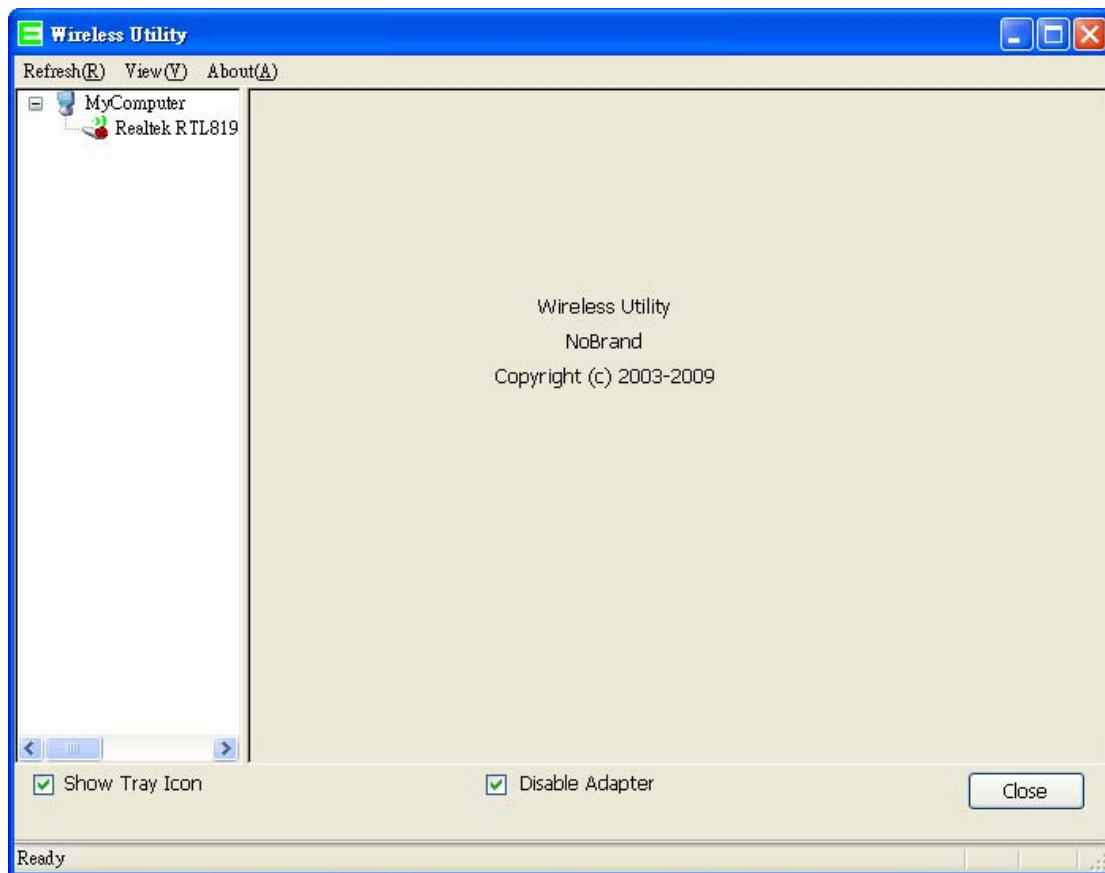 Wireless Utility
Refresh(R) View(V) About(A)
MyComputer
Realtek RTL819
Wireless Utility
NoBrand
Copyright (c) 2003-2009
Show Tray Icon
Disable Adapter
Close
Ready